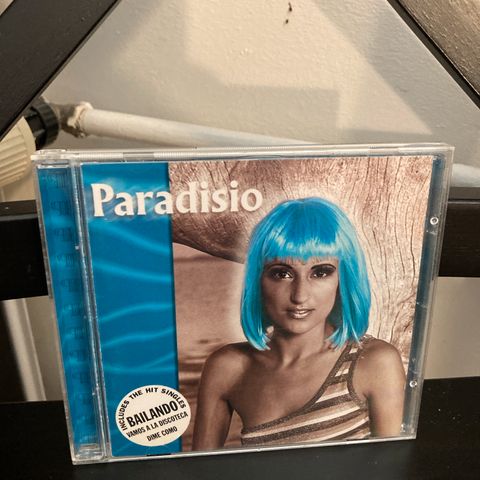 Paradisio
INCLUDES THE HIT SINGLES
BAILANDO
VAMOS A LA DISCOTECA
DIME COMO